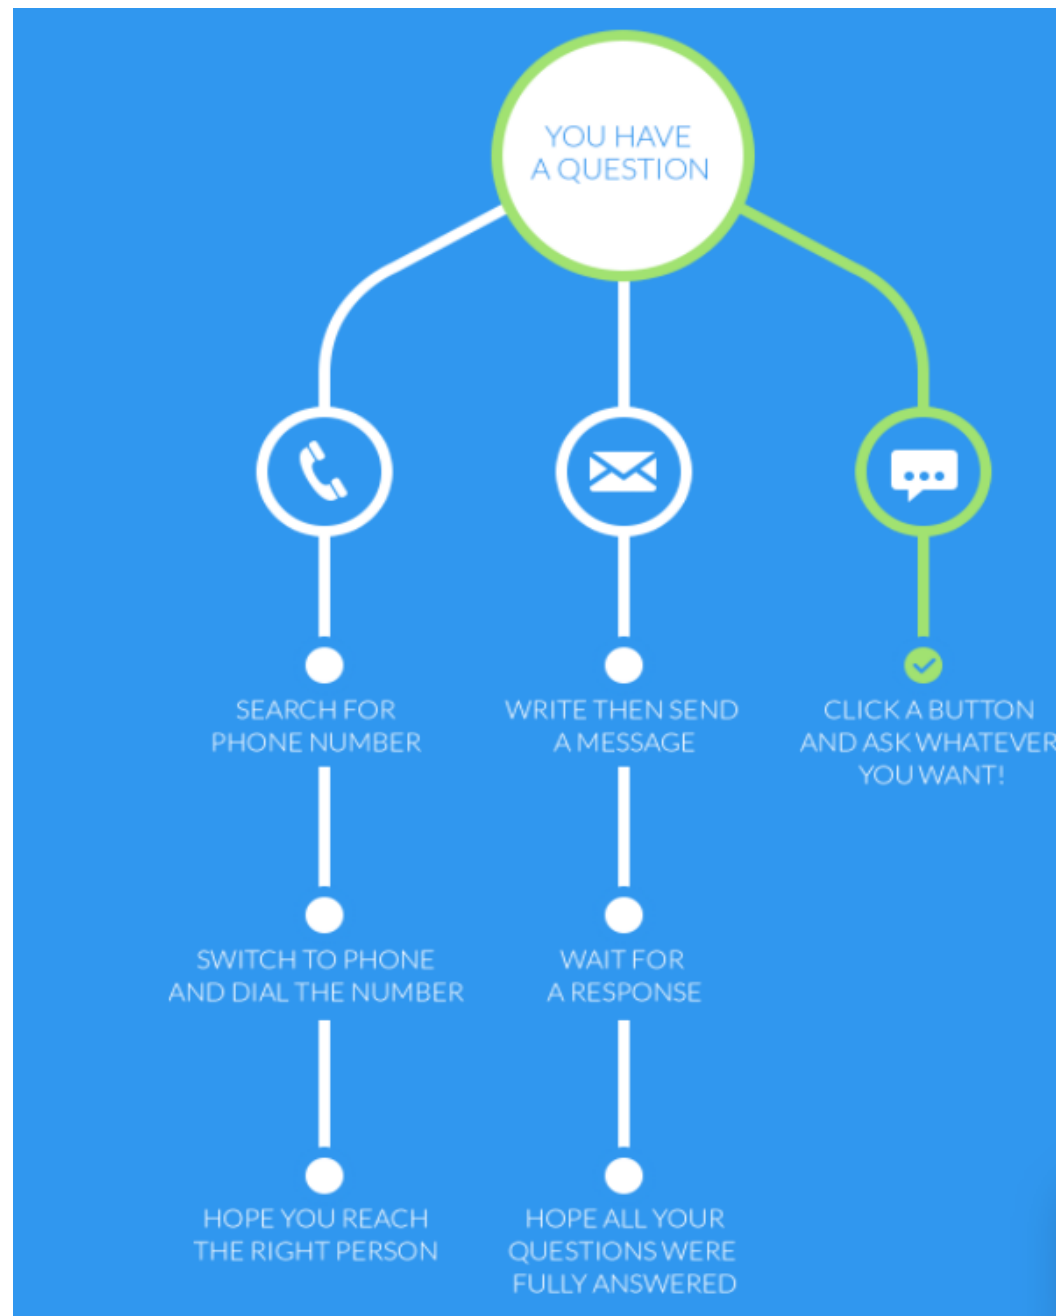 YOU HAVE
A QUESTION
SEARCH FOR
PHONE NUMBER
SWITCH TO PHONE
AND DIAL THE NUMBER
HOPE YOU REACH
THE RIGHT PERSON
WRITE THEN SEND
A MESSAGE
WAIT FOR
A RESPONSE
HOPE ALL YOUR
QUESTIONS WERE
FULLY ANSWERED
CLICK A BUTTON
AND ASK WHATEVER
YOU WANT!